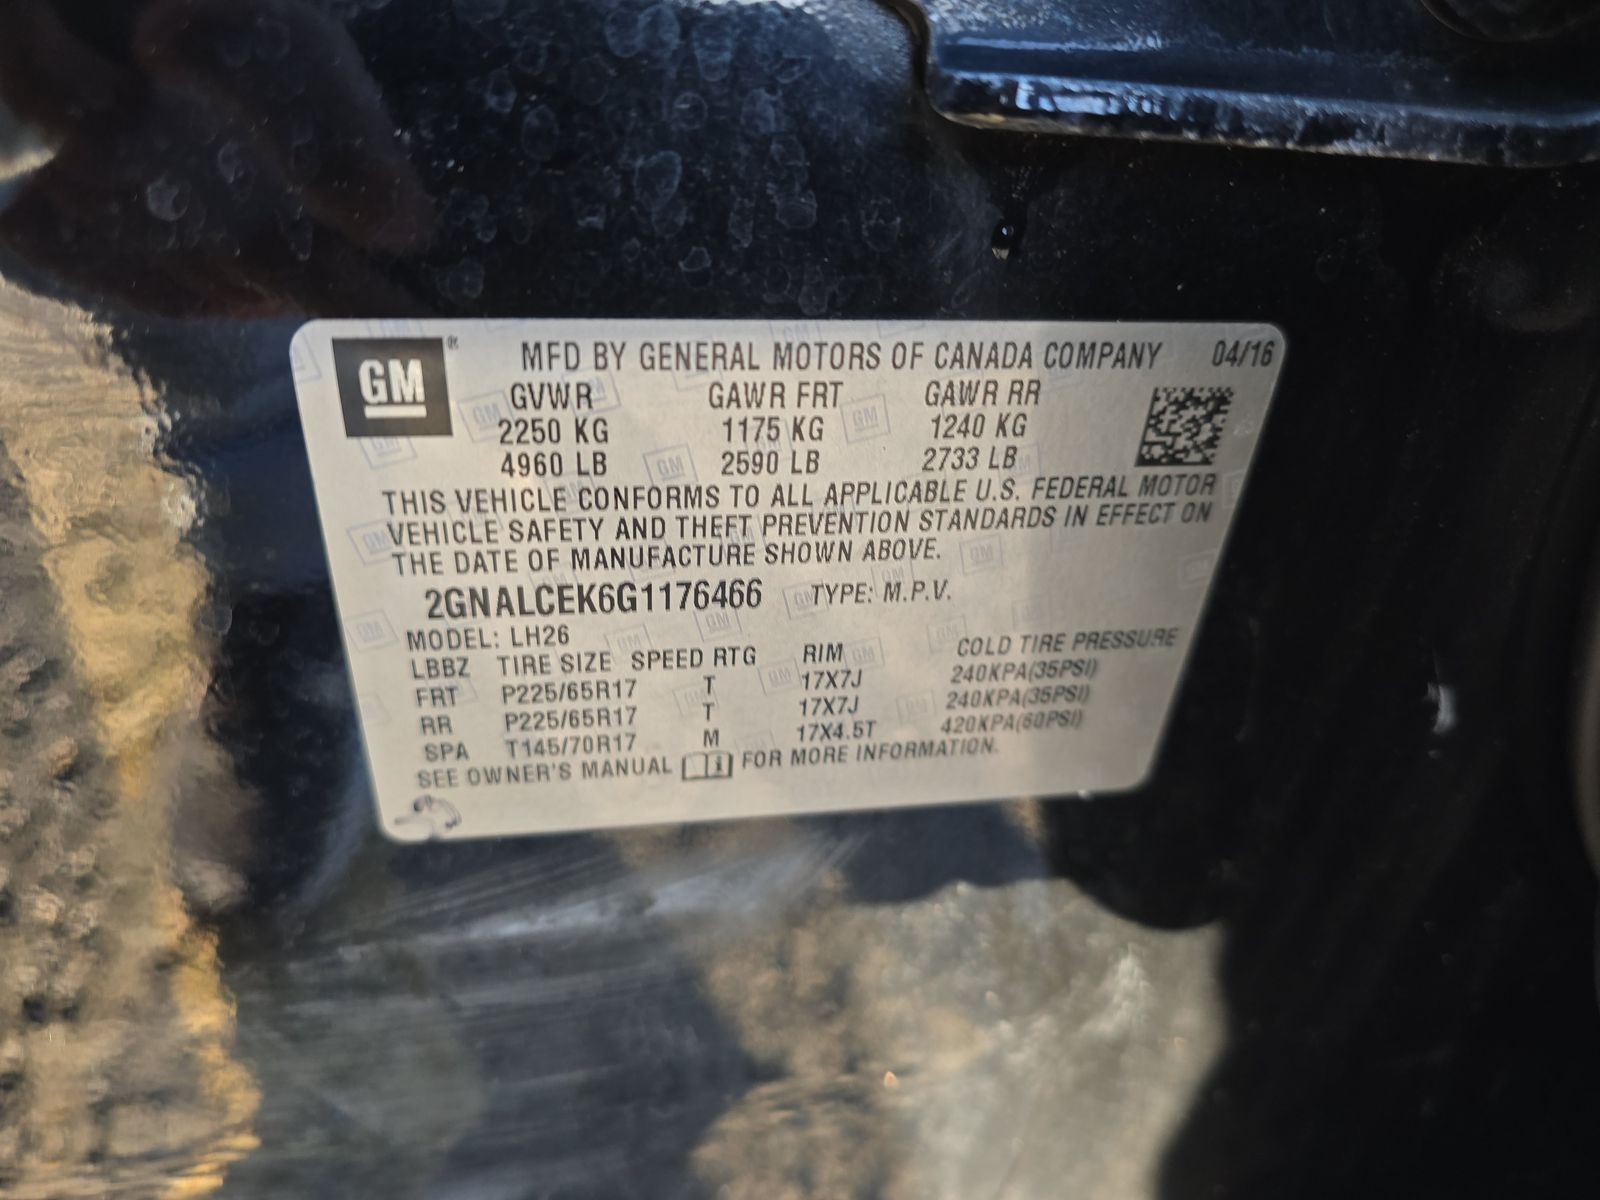 GM ® MFD BY GENERAL MOTORS OF CANADA COMPANY 04/16
GVWR GAWR FRT GAWR RR
2250 KG 1175 KG 1240 KG
4960 LB 2590 LB 2733 LB
THIS VEHICLE CONFORMS TO ALL APPLICABLE U.S. FEDERAL MOTOR
VEHICLE SAFETY AND THEFT PREVENTION STANDARDS IN EFFECT ON
THE DATE OF MANUFACTURE SHOWN ABOVE.
2GNALCEK6G1176466 TYPE: M.P.V.
MODEL: LH26
LBBZ TIRE SIZE SPEED RTG RIM COLD TIRE PRESSURE
FRT P225/65R17 T 17X7J 240KPA(35PSI)
RR P225/65R17 T 17X7J 240KPA(35PSI)
SPA T145/70R17 M 17X4.5T 420KPA(60PSI)
SEE OWNER'S MANUAL i FOR MORE INFORMATION.